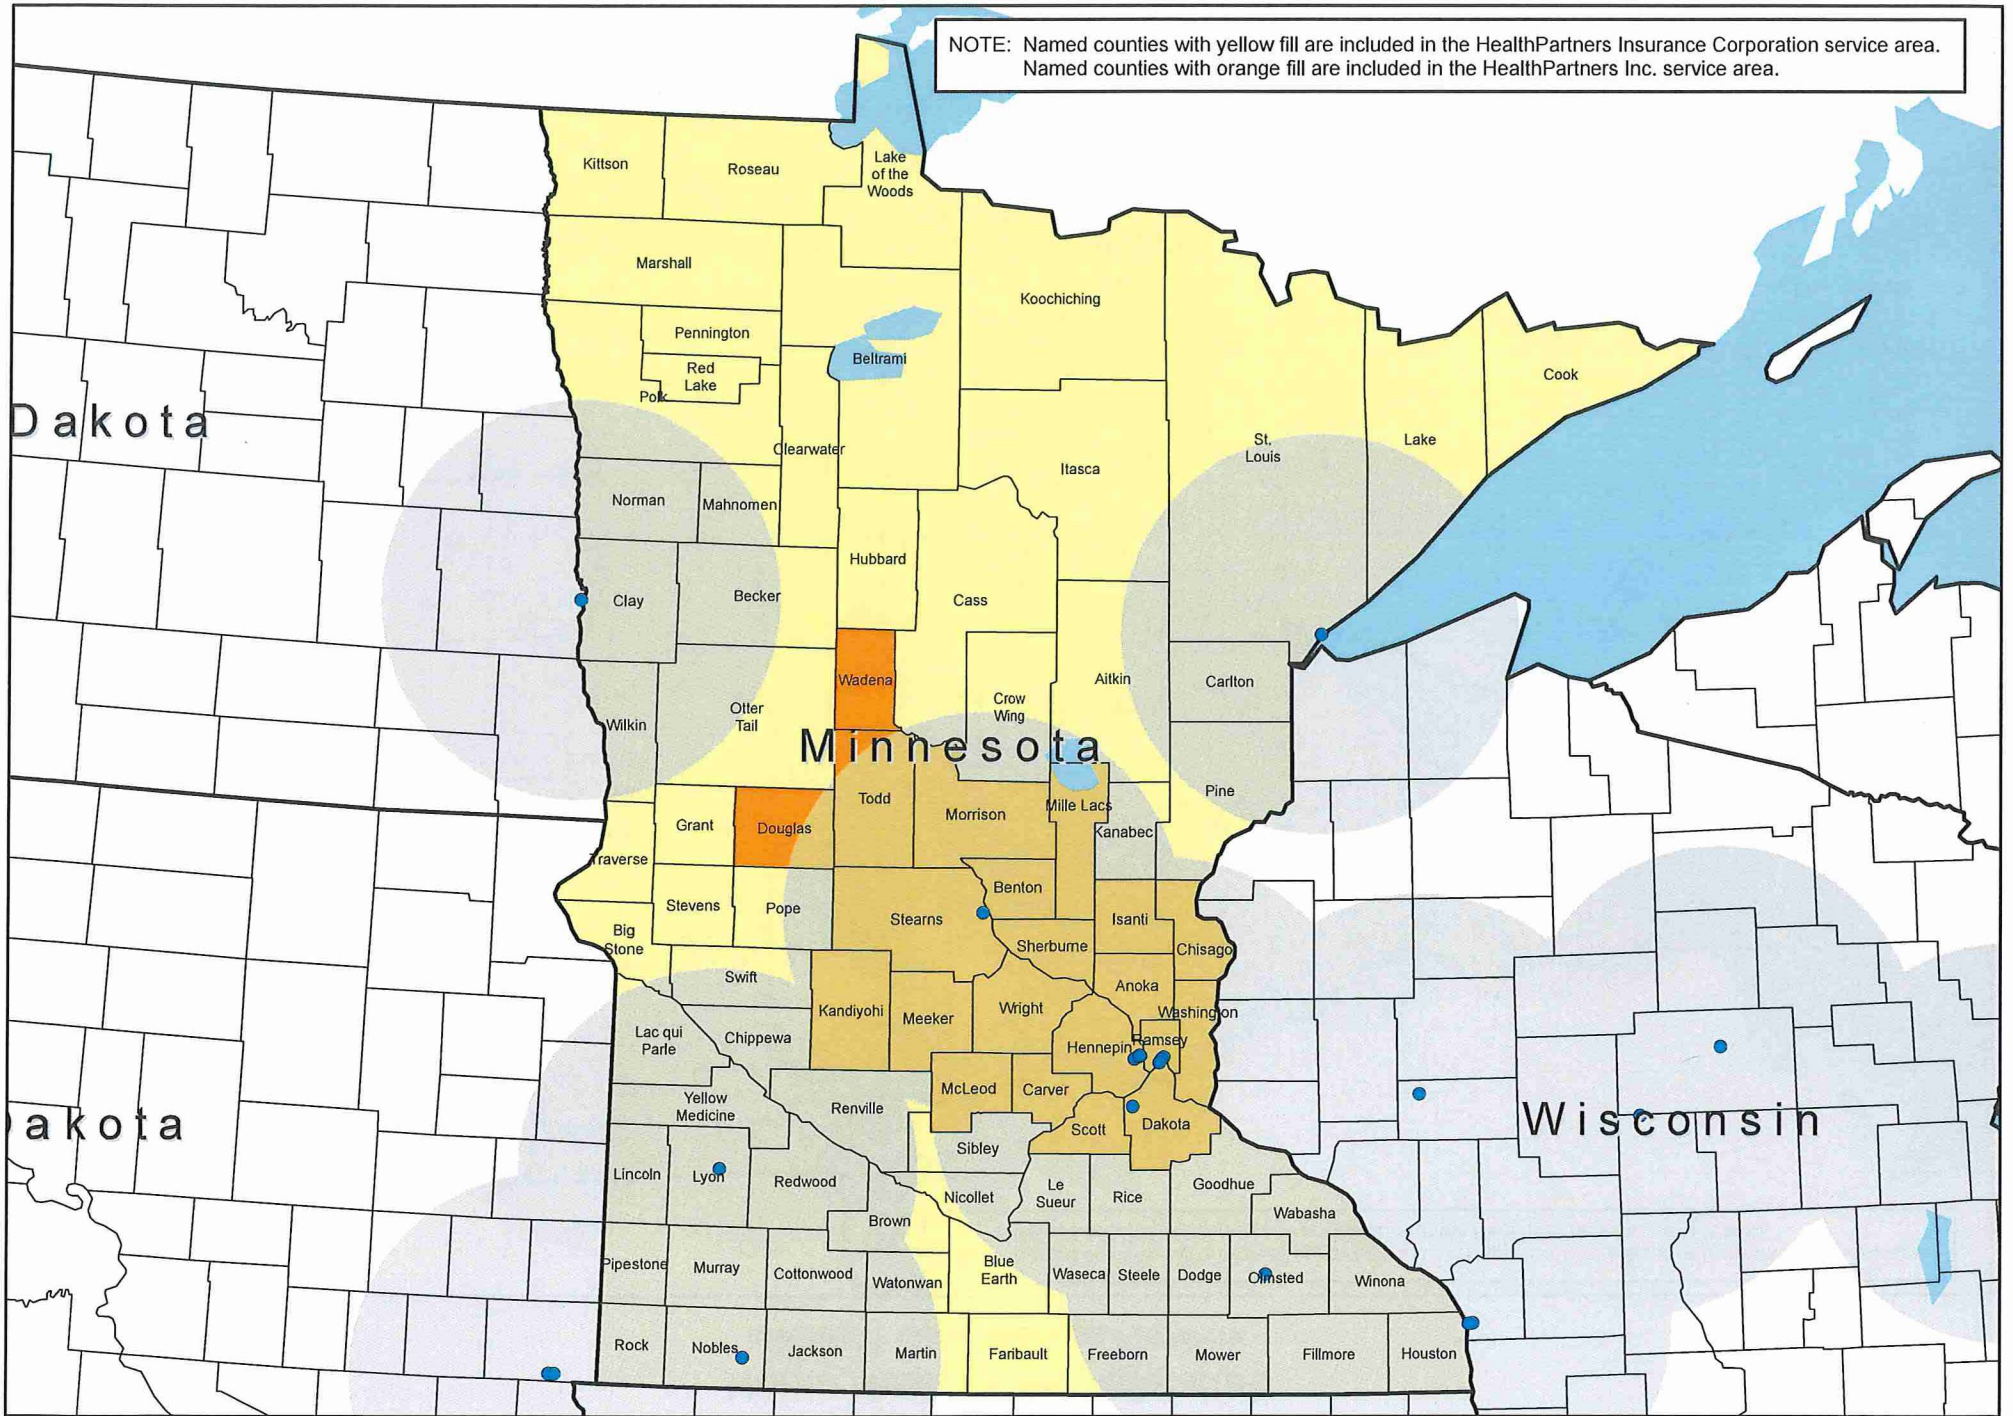 NOTE: Named counties with yellow fill are included in the HealthPartners Insurance Corporation service area.
Named counties with orange fill are included in the HealthPartners Inc. service area.
Kittson
Roseau
Lake
of the
Woods
Marshall
Koochiching
Pennington
Beltrami
Red
Lake
Cook
Polk
Dakota
Clearwater
St.
Louis
Lake
Itasca
Norman
Mahnomen
Hubbard
Clay
Becker
Cass
Wadena
Aitkin
Carlton
Otter
Tail
Crow
Wing
Wilkin
Minnesota
Pine
Todd
Mille Lacs
Morrison
Grant
Douglas
Kanabec
Traverse
Benton
Stevens
Pope
Stearns
Isanti
Big
Stone
Sherburne
Chisago
Swift
Anoka
Kandiyohi
Meeker
Wright
Washington
Lac qui
Parle
Chippewa
Hennepin
Ramsey
McLeod
Carver
Yellow
Medicine
Renville
Dakota
Scott
Dakota
Wisconsin
Sibley
Lincoln
Lyon
Redwood
Nicollet
Le
Sueur
Rice
Goodhue
Wabasha
Brown
Pipestone
Murray
Cottonwood
Watonwan
Blue
Earth
Waseca
Steele
Dodge
Olmsted
Winona
Rock
Nobles
Jackson
Martin
Faribault
Freeborn
Mower
Fillmore
Houston